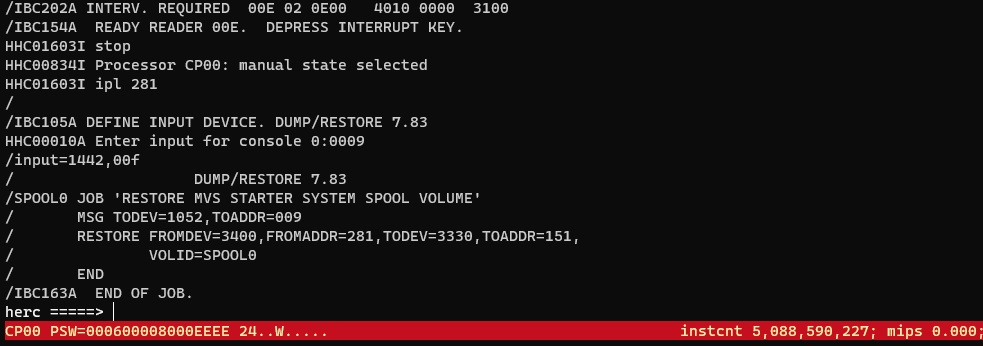 /IBC202A INTERV. REQUIRED  00E 02 0E00   4010 0000  3100
/IBC154A  READY READER 00E.  DEPRESS INTERRUPT KEY.
HHC01603I stop
HHC00834I Processor CP00: manual state selected
HHC01603I ipl 281
/
/IBC105A DEFINE INPUT DEVICE. DUMP/RESTORE 7.83
HHC00010A Enter input for console 0:0009
/input=1442,00f
/                    DUMP/RESTORE 7.83
/SPOOL0 JOB 'RESTORE MVS STARTER SYSTEM SPOOL VOLUME'
/       MSG TODEV=1052,TOADDR=009
/       RESTORE FROMDEV=3400,FROMADDR=281,TODEV=3330,TOADDR=151,
/               VOLID=SPOOL0
/       END
/IBC163A  END OF JOB.
herc =====>
CP00 PSW=000600008000EEEE 24..W.....                                       instcnt 5,088,590,227; mips 0.000;